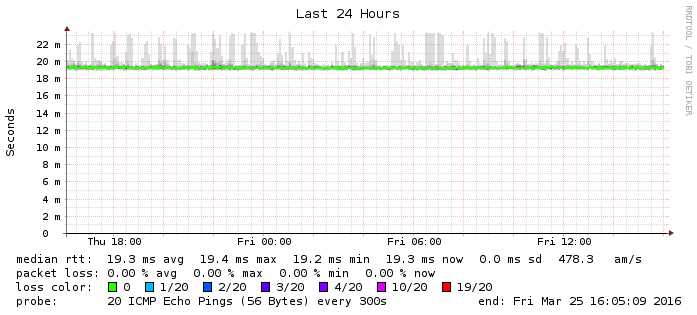 Last 24 Hours
RRDTOOL / TOBI OETIKER
Seconds
22 m
20 m
18 m
16 m
14 m
12 m
10 m
8 m
6 m
4 m
2 m
0
Thu 18:00 Fri 00:00 Fri 06:00 Fri 12:00
median rtt: 19.3 ms avg 19.4 ms max 19.2 ms min 19.3 ms now 0.0 ms sd 478.3 am/s
packet loss: 0.00 % avg 0.00 % max 0.00 % min 0.00 % now
loss color: 0 1/20 2/20 3/20 4/20 10/20 19/20
probe: 20 ICMP Echo Pings (56 Bytes) every 300s end: Fri Mar 25 16:05:09 2016